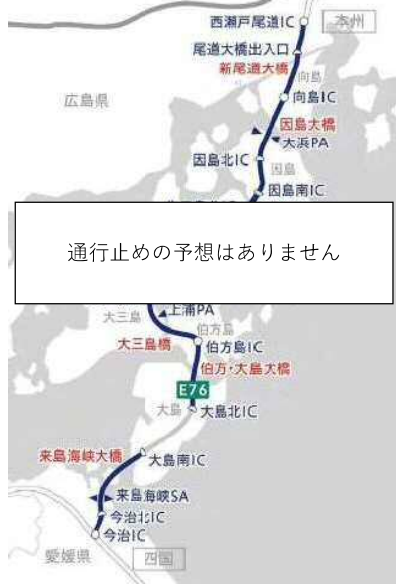 西瀬戸尾道IC
本州
尾道大橋出入口
新尾道大橋
向島
向島IC
広島県
因島大橋
大浜PA
因島北IC
因島
因島南IC
通行止めの予想はありません
上浦PA
大三島
伯方島
大三島橋
伯方島IC
伯方・大島大橋
E76
大島
大島北IC
来島海峡大橋
大島南IC
来島海峡SA
今治北IC
今治IC
愛媛県
四国